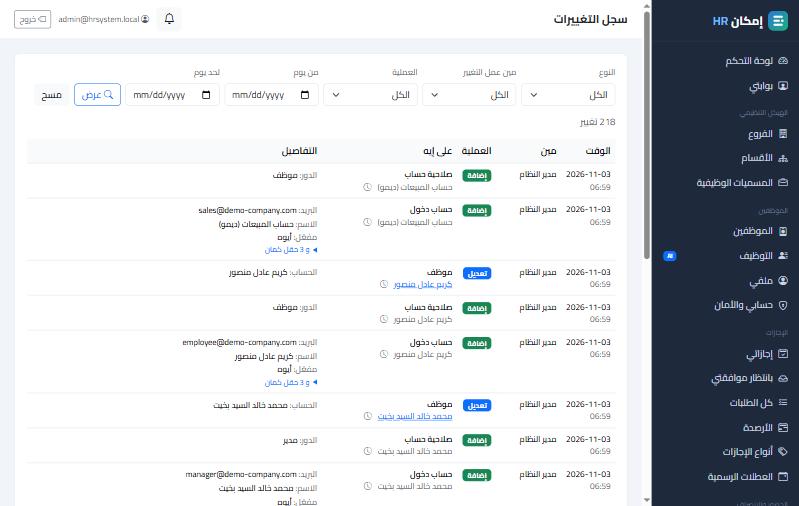 إمكان HR
لوحة التحكم
بوابتي
الهيكل التنظيمي
الفروع
الأقسام
المسميات الوظيفية
الموظفين
الموظفين
التوظيف
AI
ملفي
حسابي والأمان
الإجازات
إجازاتي
بانتظار موافقتي
كل الطلبات
الأرصدة
أنواع الإجازات
العطلات الرسمية
سجل التغييرات
admin@hrsystem.local
خروج
النوع
مين عمل التغيير
العملية
من يوم
لحد يوم
الكل
الكل
الكل
mm/dd/yyyy
mm/dd/yyyy
عرض
مسح
218 تغيير
الوقت مين العملية على إيه التفاصيل
2026-11-03 مدير النظام إضافة صلاحية حساب الدور: موظف
06:59 حساب المبيعات (ديمو)
2026-11-03 مدير النظام إضافة حساب دخول البريد: sales@demo-company.com
06:59 حساب المبيعات (ديمو) الاسم: حساب المبيعات (ديمو)
مفعّل: أيوه
و 3 حقل كمان
2026-11-03 مدير النظام تعديل موظف الحساب: كريم عادل منصور
06:59 كريم عادل منصور
2026-11-03 مدير النظام إضافة صلاحية حساب الدور: موظف
06:59 كريم عادل منصور
2026-11-03 مدير النظام إضافة حساب دخول البريد: employee@demo-company.com
06:59 كريم عادل منصور الاسم: كريم عادل منصور
مفعّل: أيوه
و 3 حقل كمان
2026-11-03 مدير النظام تعديل موظف الحساب: محمد خالد السيد بخيت
06:59 محمد خالد السيد بخيت
2026-11-03 مدير النظام إضافة صلاحية حساب الدور: مدير
06:59 محمد خالد السيد بخيت
2026-11-03 مدير النظام إضافة حساب دخول البريد: manager@demo-company.com
06:59 محمد خالد السيد بخيت الاسم: محمد خالد السيد بخيت
مفعّل: أيوه